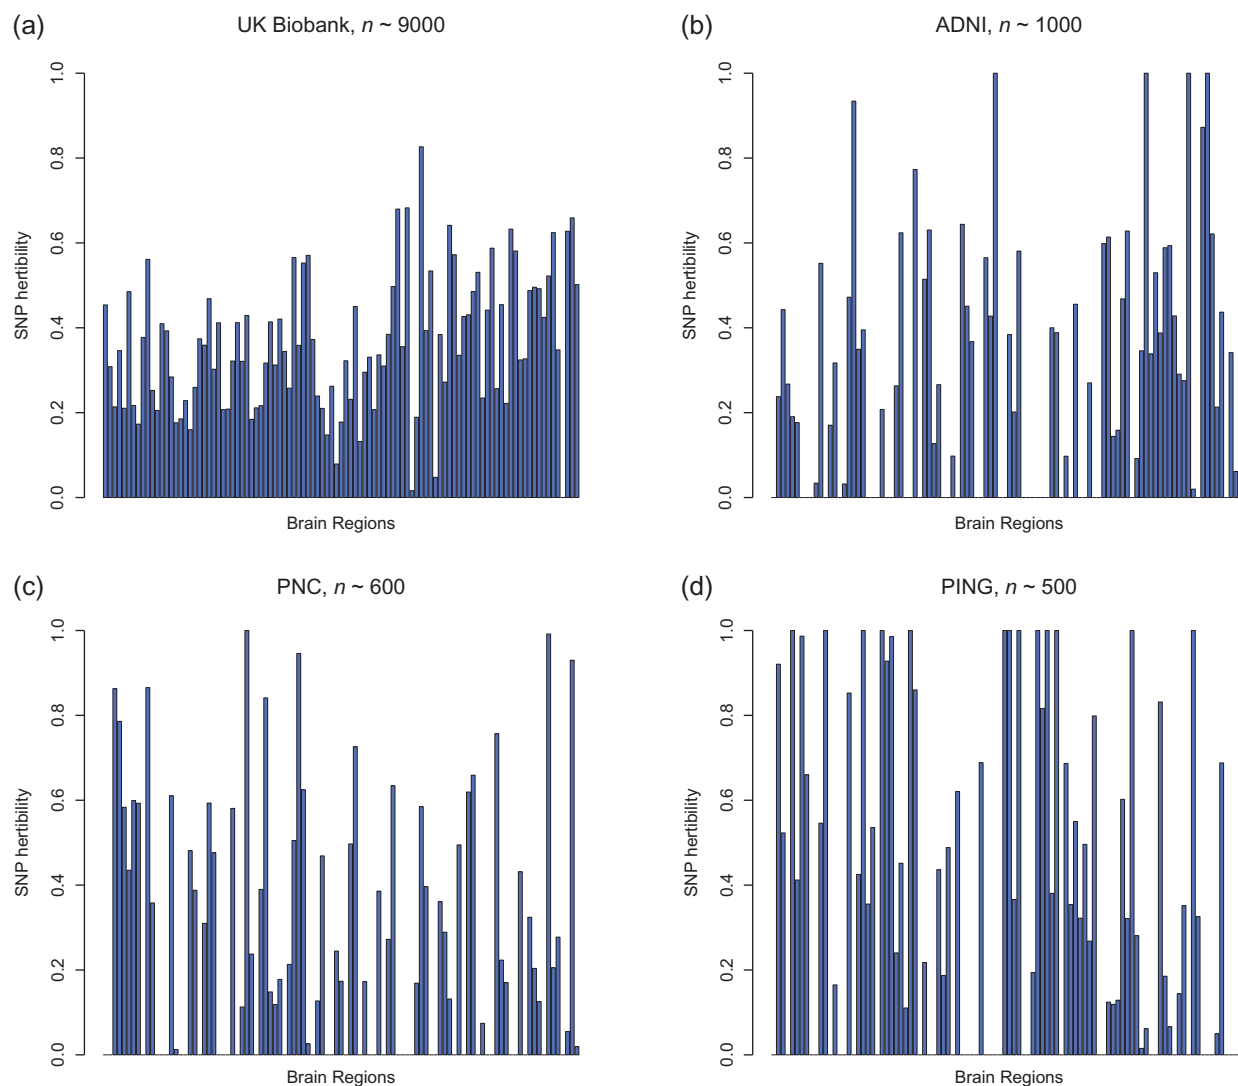 (a)
UK Biobank, n ~ 9000
SNP hertibility
1.0
0.8
0.6
0.4
0.2
0.0
Brain Regions
(b)
ADNI, n ~ 1000
SNP hertibility
1.0
0.8
0.6
0.4
0.2
0.0
Brain Regions
(c)
PNC, n ~ 600
SNP hertibility
1.0
0.8
0.6
0.4
0.2
0.0
Brain Regions
(d)
PING, n ~ 500
SNP hertibility
1.0
0.8
0.6
0.4
0.2
0.0
Brain Regions